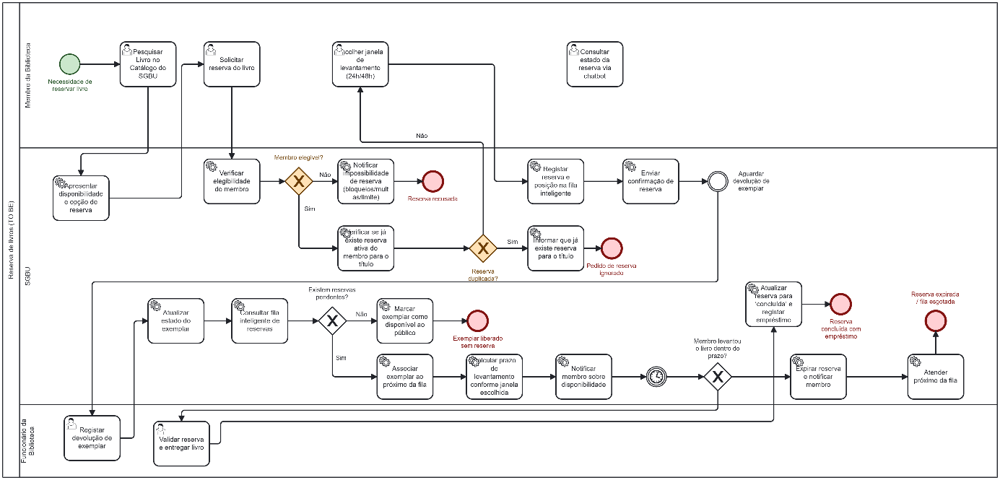 Reserva de livros (TO BE)
Membro da Biblioteca
Necessidade de
reservar livro
Pesquisar
Livro no
Catálogo do
SGBU
Solicitar
reserva do livro
colher janela
de
levantamento
(24h/48h)
Consultar
estado da
reserva via
chatbot
Não
SGBU
Apresentar
disponibilidade
e opção de
reserva
Verificar
elegibilidade
do membro
Membro elegível?
Não
Sim
Notificar
impossibilidade
de reserva
(bloqueios/mult
as/limite)
Reserva recusada
Verificar se já
existe reserva
ativa do
membro para o
título
Reserva
duplicada?
Sim
Informar que já
existe reserva
para o título
Pedido de reserva
ignorado
Registar
reserva e
posição na fila
inteligente
Enviar
confirmação de
reserva
Aguardar
devolução de
exemplar
Atualizar
estado do
exemplar
Consultar fila
inteligente de
reservas
Existem reservas
pendentes?
Não
Sim
Marcar
exemplar como
disponível ao
público
Exemplar liberado
sem reserva
Associar
exemplar ao
próximo da fila
Calcular prazo
de
levantamento
conforme janela
escolhida
Notificar
membro sobre
disponibilidade
Membro levantou
o livro dentro do
prazo?
Atualizar
reserva para
'concluída' e
registar
empréstimo
Reserva
concluída com
empréstimo
Expirar reserva
e notificar
membro
Atender
próximo da fila
Reserva expirada
/ fila esgotada
Funcionário da
Biblioteca
Registar
devolução de
exemplar
Validar reserva
e entregar livro